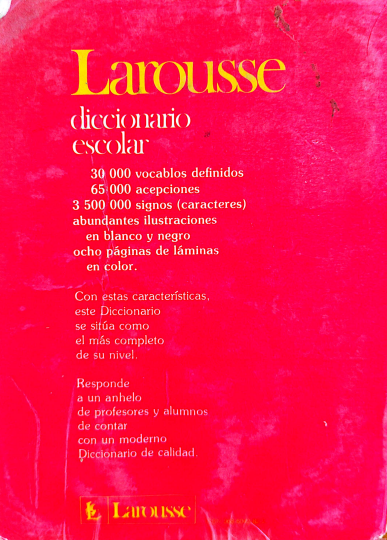 Larousse
diccionario
escolar
30 000 vocablos definidos
65 000 acepciones
3 500 000 signos (caracteres)
abundantes ilustraciones
en blanco y negro
ocho páginas de láminas
en color.
Con estas características,
este Diccionario
se sitúa como
el más completo
de su nivel.
Responde
a un anhelo
de profesores y alumnos
de contar
con un moderno
Diccionario de calidad.
Larousse